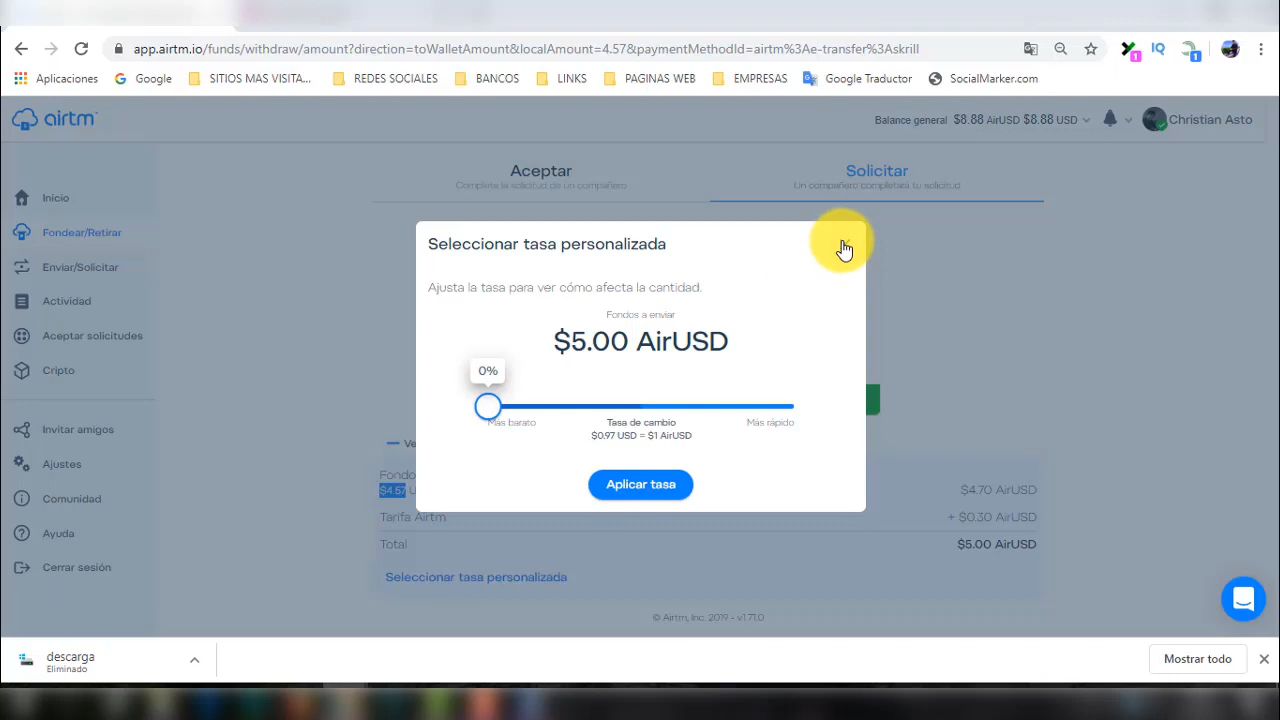 app.airtm.io/funds/withdraw/amount?direction=toWalletAmount&localAmount=4.57&paymentMethodId=airtm%3Ae-transfer%3Askrill
1
1
Aplicaciones Google SITIOS MAS VISITA... REDES SOCIALES BANCOS LINKS PAGINAS WEB EMPRESAS Google Traductor SocialMarker.com
airtm
Balance general $8.88 AirUSD $8.88 USD Christian Asto
Aceptar
Completa la solicitud de un compañero
Solicitar
Un compañero completara tu solicitud
Inicio
Fondear/Retirar
Enviar/Solicitar
Actividad
Aceptar solicitudes
Cripto
Invitar amigos
Ajustes
Comunidad
Ayuda
Cerrar sesión
Seleccionar tasa personalizada
Ajusta la tasa para ver cómo afecta la cantidad.
Fondos a enviar
$5.00 AirUSD
0%
Más barato
Tasa de cambio
$0.97 USD = $1 AirUSD
Más rápido
Aplicar tasa
Ve
Fondo
$4.57 U
$4.70 AirUSD
Tarifa Airtm
+ $0.30 AirUSD
Total
$5.00 AirUSD
Seleccionar tasa personalizada
© Airtm, Inc. 2019 - v1.71.0
descarga
Eliminado
Mostrar todo